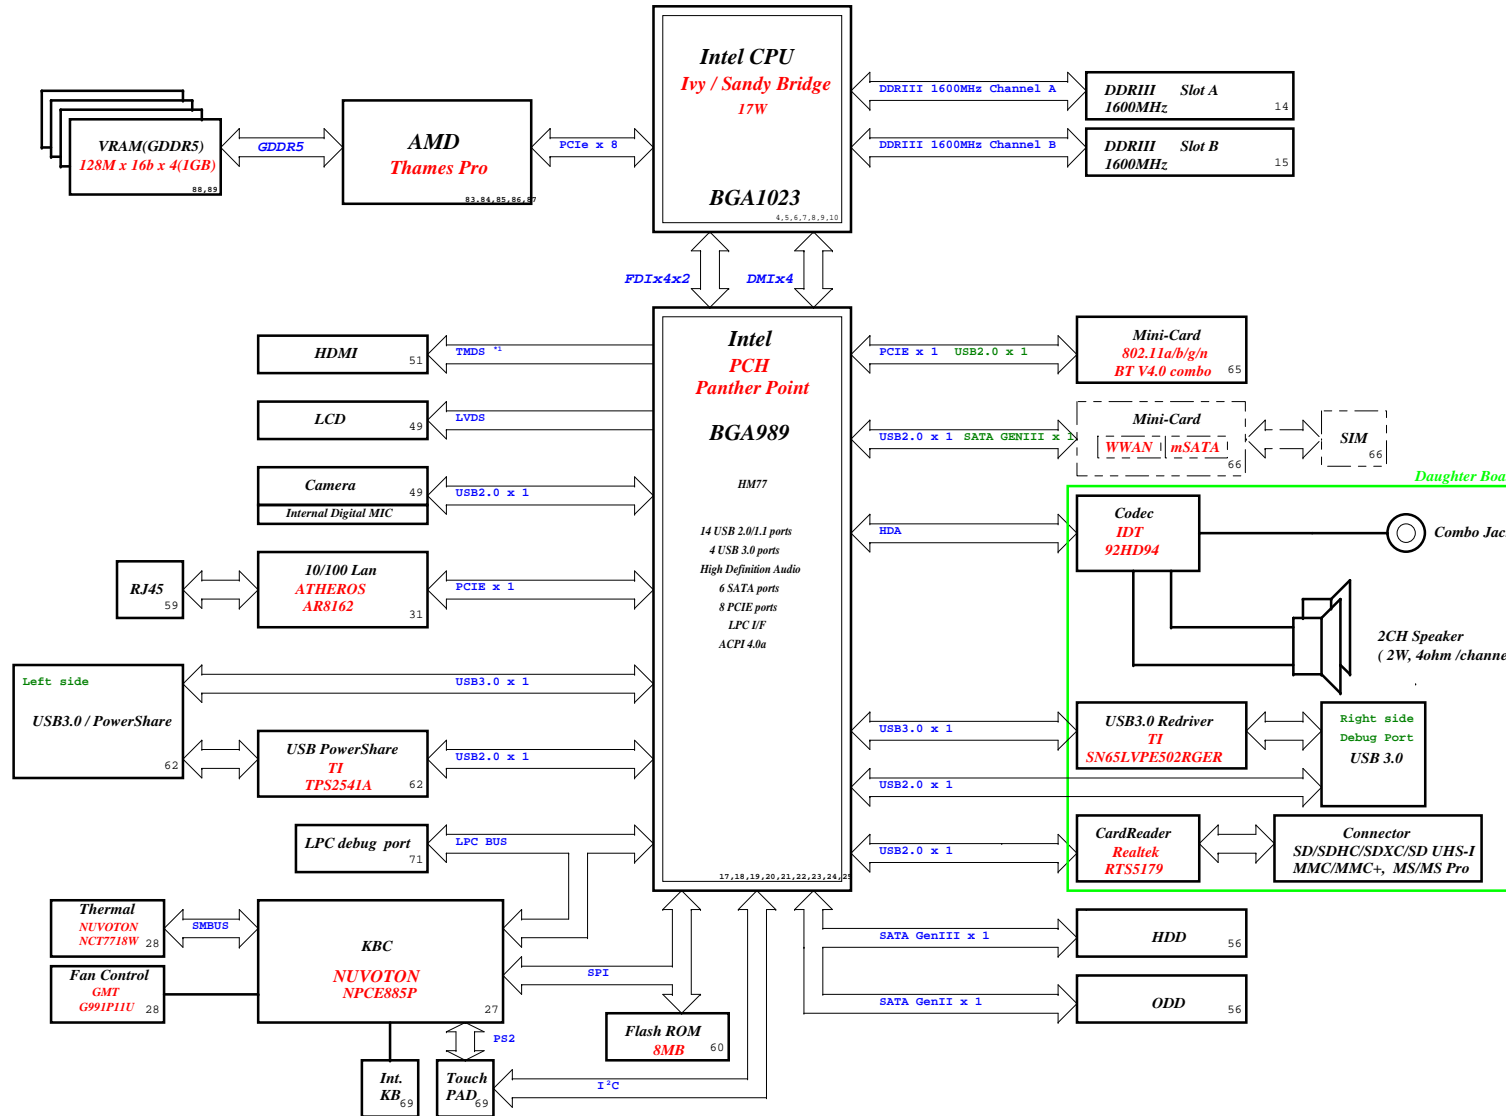 Intel CPU
Ivy / Sandy Bridge
17W
BGA1023
4,5,6,7,8,9,10
VRAM(GDDR5)
128M x 16b x 4(1GB)
88,89
GDDR5
AMD
Thames Pro
83.84,85,86,87
PCIe x 8
DDRIII 1600MHz Channel A
DDRIII Slot A
1600MHz
14
DDRIII 1600MHz Channel B
DDRIII Slot B
1600MHz
15
FDIx4x2
DMIx4
Intel
PCH
Panther Point
BGA989
HM77
14 USB 2.0/1.1 ports
4 USB 3.0 ports
High Definition Audio
6 SATA ports
8 PCIE ports
LPC I/F
ACPI 4.0a
17,18,19,20,21,22,23,24,25
HDMI
51
TMDS *1
LCD
49
LVDS
Camera
49
Internal Digital MIC
USB2.0 x 1
RJ45
59
10/100 Lan
ATHEROS
AR8162
31
PCIE x 1
Left side
USB3.0 / PowerShare
62
USB3.0 x 1
USB PowerShare
TI
TPS2541A
62
USB2.0 x 1
LPC debug port
71
LPC BUS
Thermal
NUVOTON
NCT7718W
28
SMBUS
Fan Control
GMT
G991P11U
28
KBC
NUVOTON
NPCE885P
27
SPI
PS2
Int.
KB
69
Touch
PAD
69
I²C
Flash ROM
8MB
60
PCIE x 1 USB2.0 x 1
Mini-Card
802.11a/b/g/n
BT V4.0 combo
65
USB2.0 x 1 SATA GENIII x 1
Mini-Card
WWAN mSATA
66
SIM
66
Daughter Boa
HDA
Codec
IDT
92HD94
Combo Jac
2CH Speaker
( 2W, 4ohm /channe
USB3.0 x 1
USB3.0 Redriver
TI
SN65LVPE502RGER
Right side
Debug Port
USB 3.0
USB2.0 x 1
USB2.0 x 1
CardReader
Realtek
RTS5179
Connector
SD/SDHC/SDXC/SD UHS-I
MMC/MMC+, MS/MS Pro
SATA GenIII x 1
HDD
56
SATA GenII x 1
ODD
56